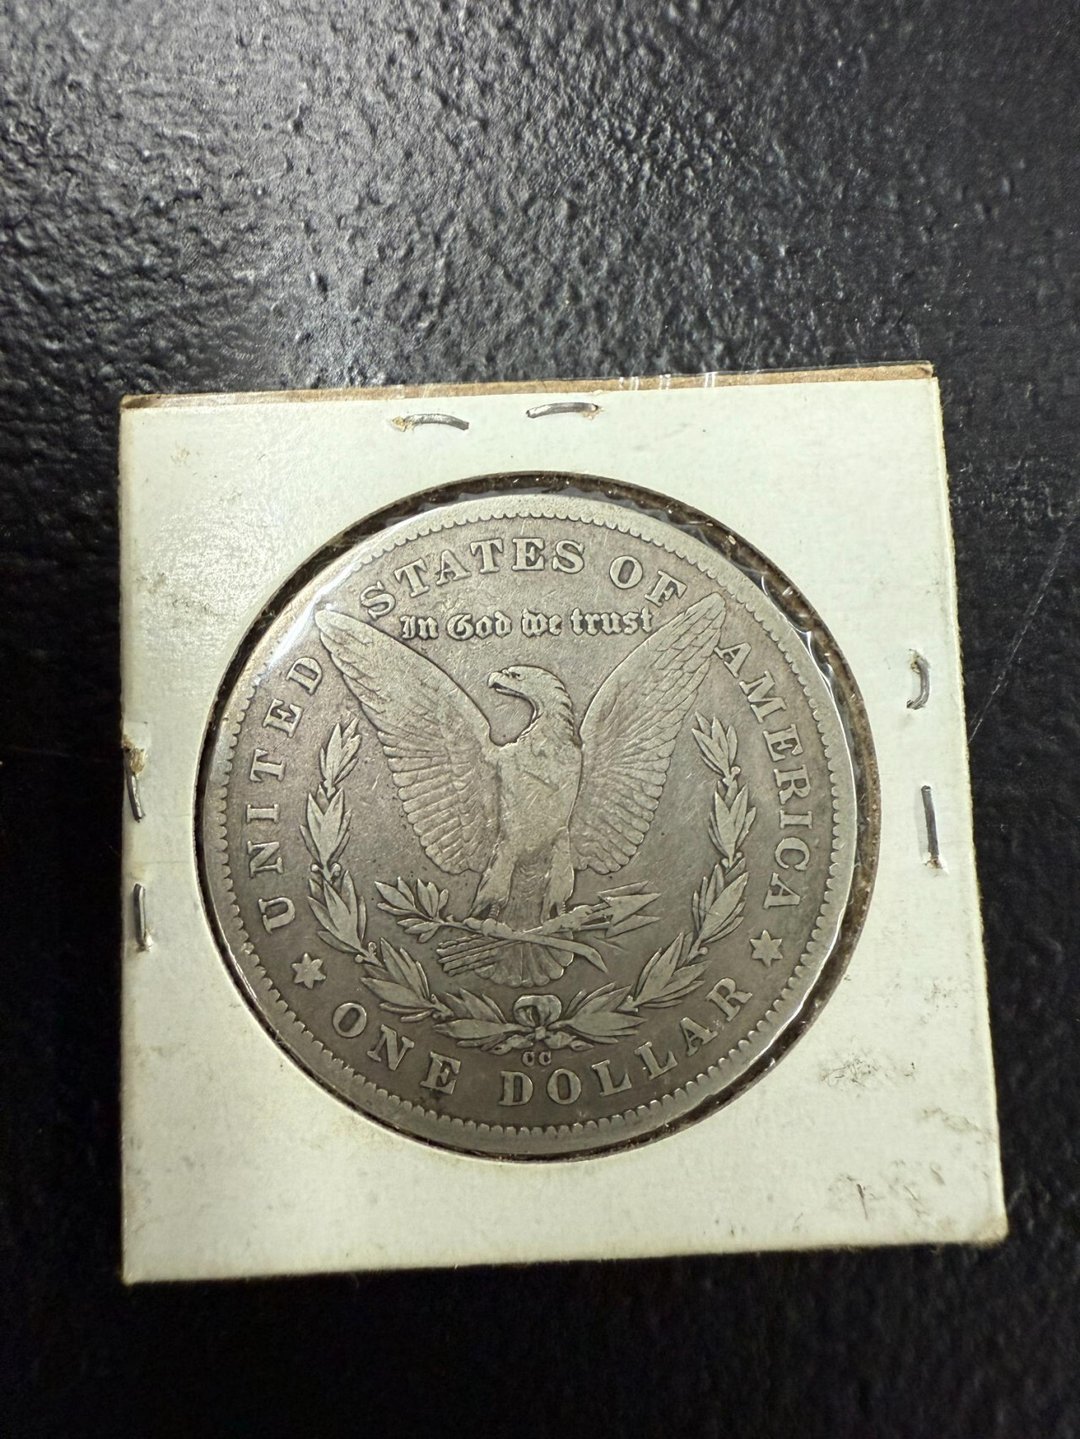 UNITED STATES OF AMERICA
In God we trust
CC
ONE DOLLAR